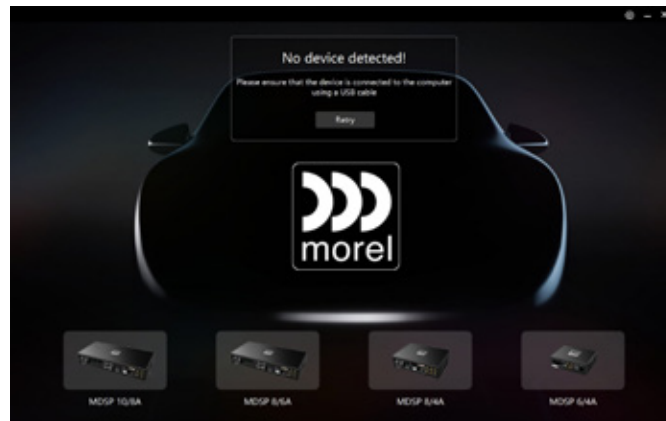 No device detected!
Please ensure that the device is connected to the computer
using a USB cable
Retry
morel
MDSP 10/8A
MDSP 8/6A
MDSP 8/4A
MDSP 6/4A